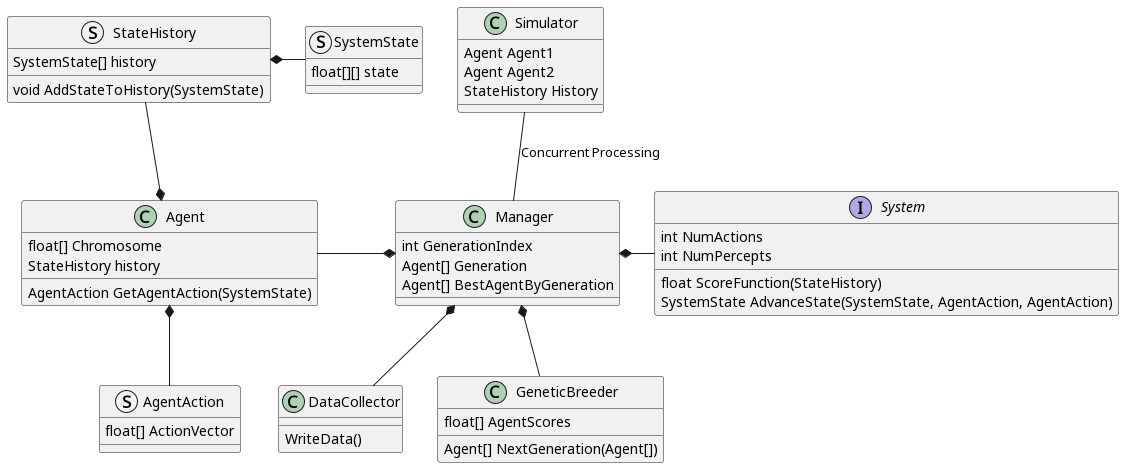 S StateHistory
SystemState[] history
void AddStateToHistory(SystemState)
S SystemState
float[][] state
C Simulator
Agent Agent1
Agent Agent2
StateHistory History
Concurrent Processing
C Agent
float[] Chromosome
StateHistory history
AgentAction GetAgentAction(SystemState)
C Manager
int GenerationIndex
Agent[] Generation
Agent[] BestAgentByGeneration
I System
int NumActions
int NumPercepts
float ScoreFunction(StateHistory)
SystemState AdvanceState(SystemState, AgentAction, AgentAction)
S AgentAction
float[] ActionVector
C DataCollector
WriteData()
C GeneticBreeder
float[] AgentScores
Agent[] NextGeneration(Agent[])